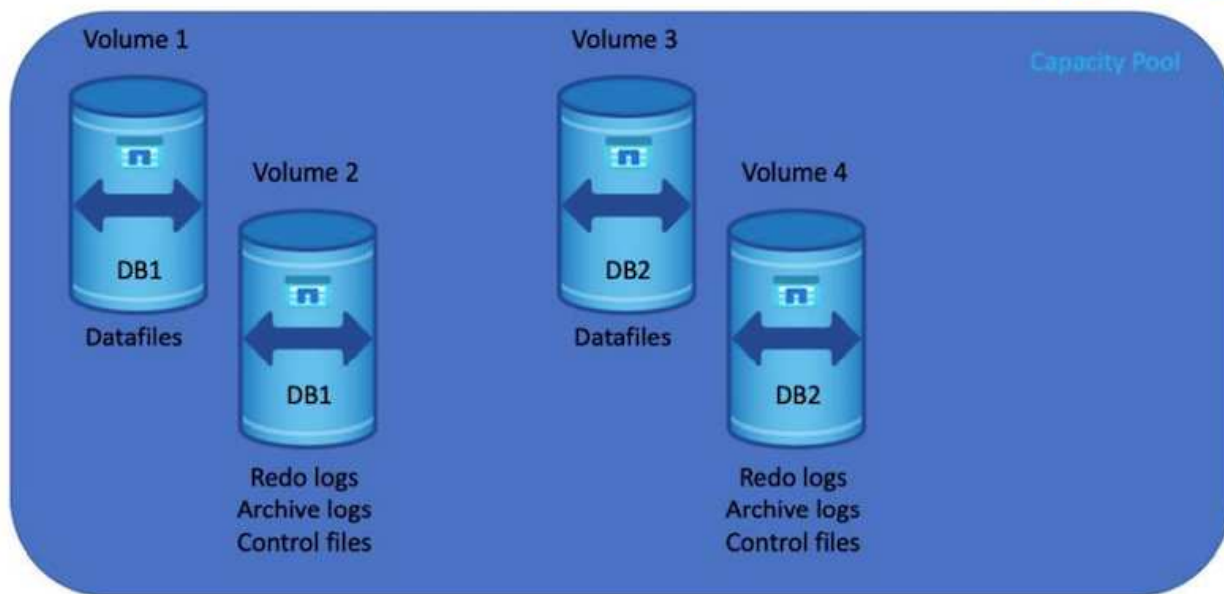 Volume 1
DB1
Datafiles
Volume 2
DB1
Redo logs
Archive logs
Control files
Volume 3
DB2
Datafiles
Volume 4
DB2
Redo logs
Archive logs
Control files
Capacity Pool